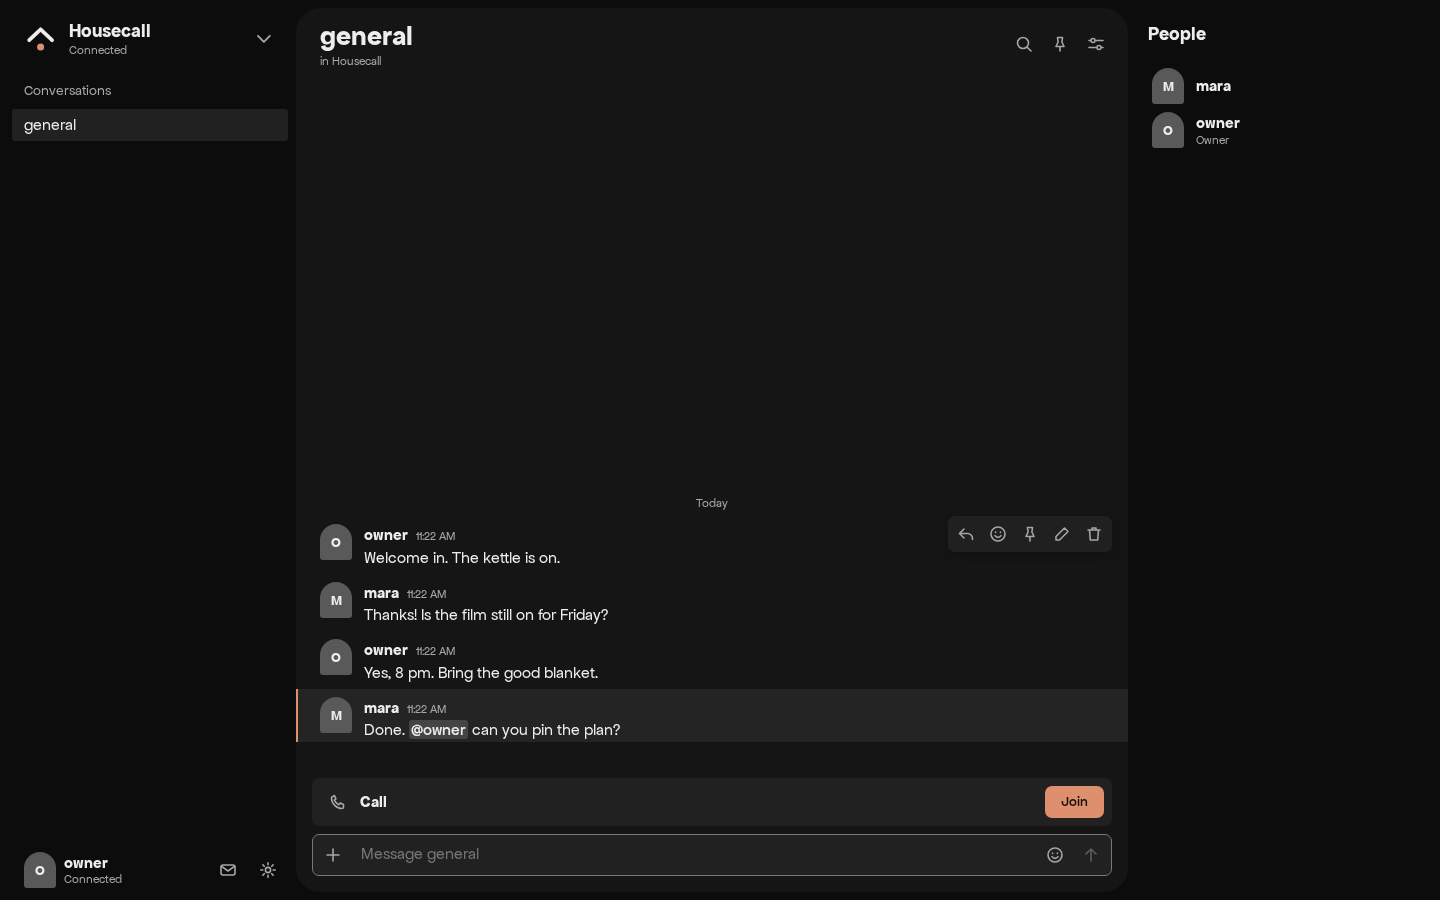 Housecall
Connected
Conversations
general
general
in Housecall
Today
O
owner 11:22 AM
Welcome in. The kettle is on.
M
mara 11:22 AM
Thanks! Is the film still on for Friday?
O
owner 11:22 AM
Yes, 8 pm. Bring the good blanket.
M
mara 11:22 AM
Done. @owner can you pin the plan?
Call
Join
Message general
O
owner
Connected
People
M
mara
O
owner
Owner